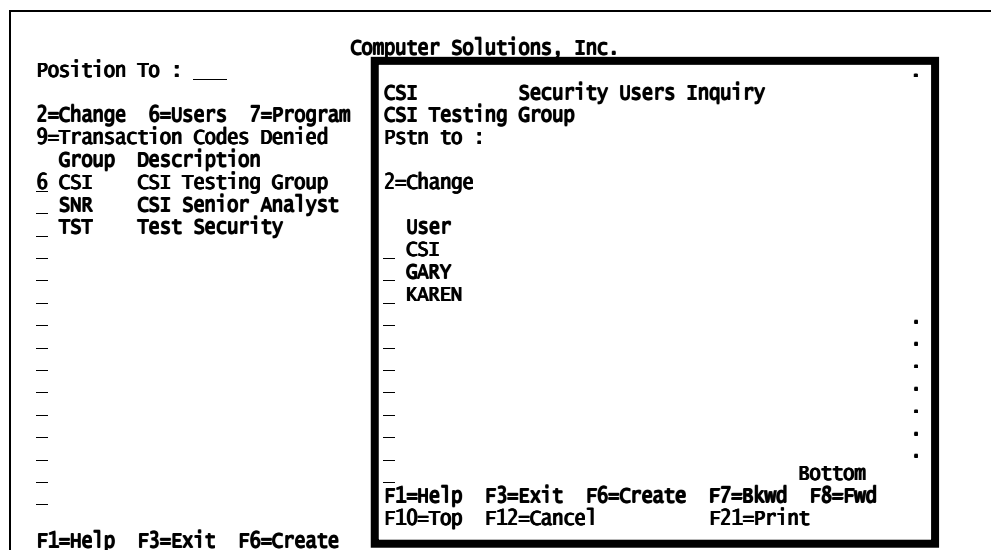 Computer Solutions, Inc.
Position To : ___
2=Change  6=Users  7=Program
9=Transaction Codes Denied
Group  Description
6 CSI    CSI Testing Group
_ SNR    CSI Senior Analyst
_ TST    Test Security
_
_
_
_
_
_
_
_
_
_
_
_
F1=Help  F3=Exit  F6=Create
.
CSI         Security Users Inquiry
CSI Testing Group
Pstn to :
2=Change
User
_ CSI
_ GARY
_ KAREN
_ .
_ .
_ .
_ .
_ .
_ .
_ .
_ Bottom
F1=Help  F3=Exit  F6=Create  F7=Bkwd  F8=Fwd
F10=Top  F12=Cancel          F21=Print